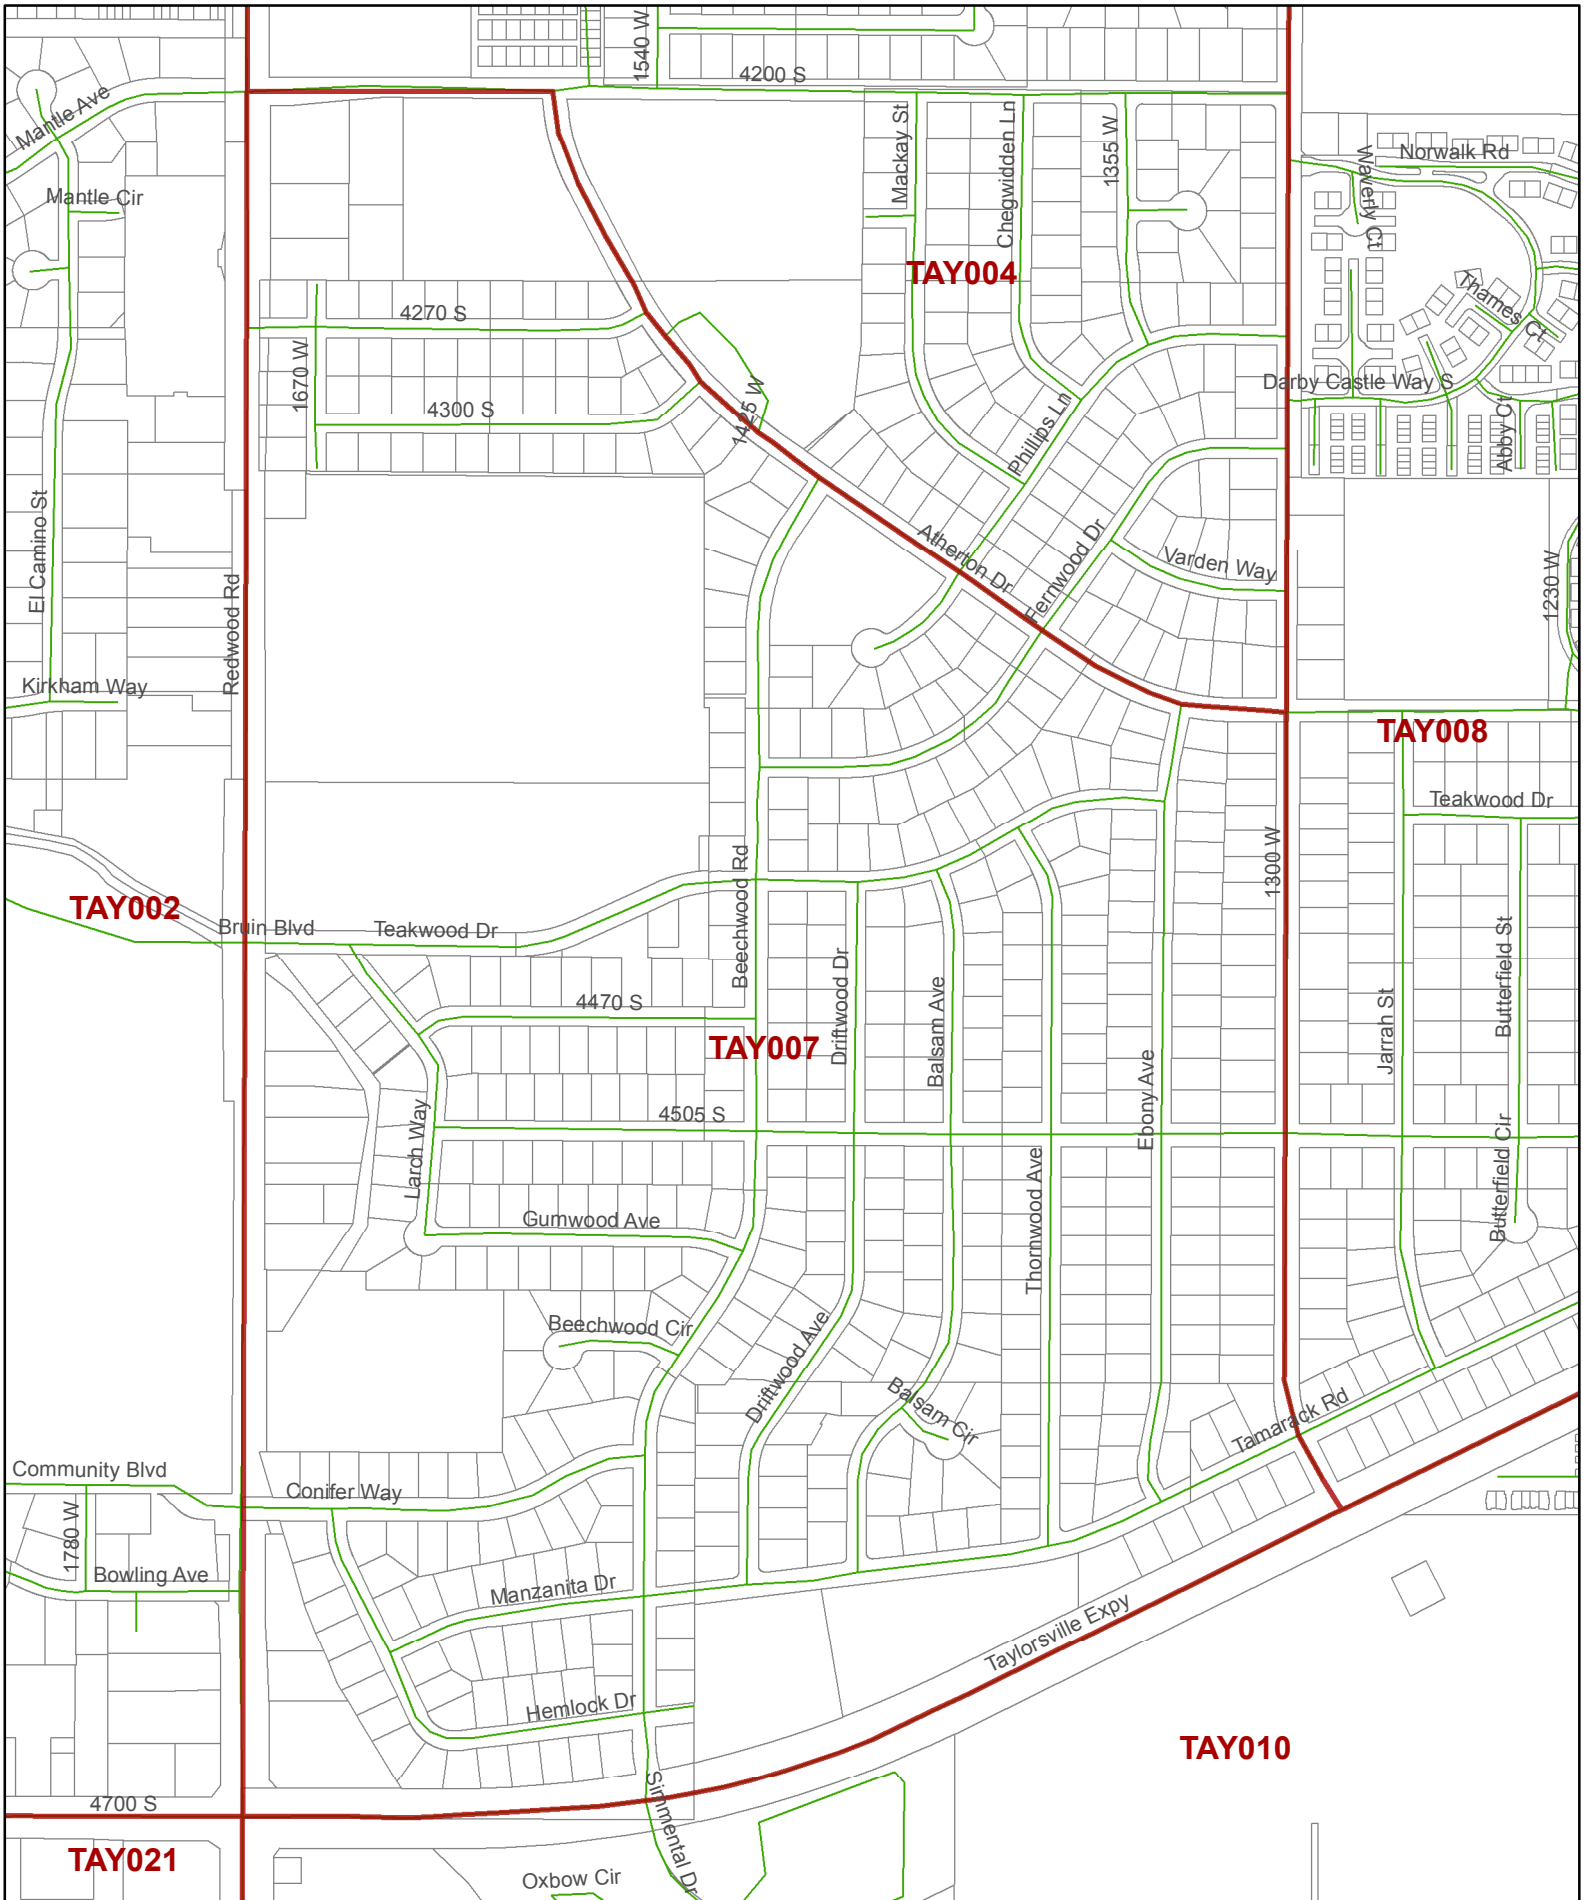 1540 W
4200 S
Mantle Ave
Mackay St
Chegwidden Ln
1355 W
Norwalk Rd
Waverly Ct
Mantle Cir
TAY004
4270 S
Thames Ct
1670 W
Darby Castle Way S
4300 S
1425 W
Phillips Ln
Abby Ct
El Camino St
Atherton Dr
Fernwood Dr
Varden Way
1230 W
Redwood Rd
Kirkham Way
TAY008
Teakwood Dr
1300 W
Beechwood Rd
TAY002
Bruin Blvd
Teakwood Dr
Driftwood Dr
Balsam Ave
Butterfield St
4470 S
Jarrah St
TAY007
Ebony Ave
4505 S
Larch Way
Thornwood Ave
Butterfield Cir
Gumwood Ave
Beechwood Cir
Driftwood Ave
Balsam Cir
Tamarack Rd
Community Blvd
Conifer Way
1780 W
Bowling Ave
Manzanita Dr
Taylorsville Expy
Hemlock Dr
TAY010
Simmental Dr
4700 S
TAY021
Oxbow Cir